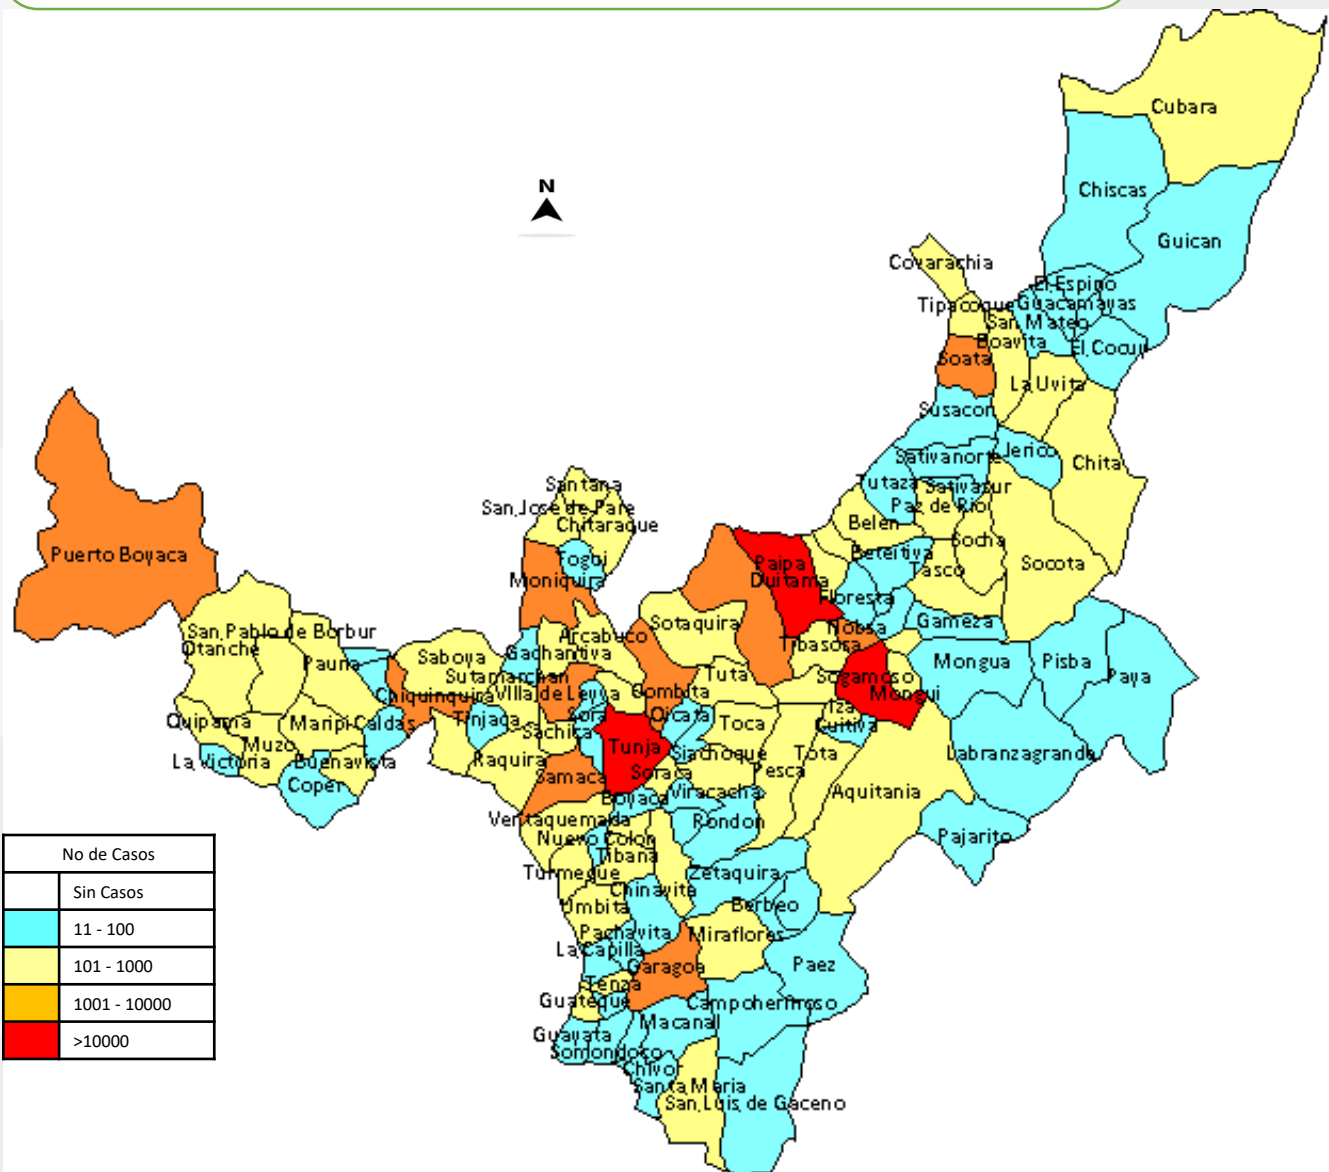 Cubara
N
Chiscas
Guican
Covarachia
El Espino
Tipacoque
Guacamayas
San Mateo
Boavita
El Cocuy
Soata
La Uvita
Susacon
Sativanorte
Jerico
Chita
Tutaza
Sativasur
Santana
San Jose de Pare
Paz de Rio
Chitaraque
Belen
Socha
Puerto Boyaca
Beteitiva
Togui
Paipa
Tasco
Socota
Moniquira
Duitama
Floresta
Sotaquira
Nobsa
Gameza
San Pablo de Borbur
Arcabuco
Tibasosa
Otanche
Gachantiva
Pauna
Saboya
Mongua
Pisba
Sutamarchan
Tuta
Sogamoso
Paya
Chiquinquira
Villa de Leyva
Combita
Mongui
Iza
Quipama
Maripi
Caldas
Tinjaca
Sora
Oicata
Toca
Cuitiva
Sachica
Muzo
Tunja
Siachoque
Tota
Labranzagrande
La Victoria
Buenavista
Raquira
Soraca
Pesca
Coper
Samaca
Boyaca
Viracacha
Aquitania
Ventaquemada
Rondon
Nuevo Colon
Pajarito
Tibana
Turmeque
Zetaquira
Chinavita
Umbita
Berbeo
Pachavita
Miraflores
La Capilla
Garagoa
Paez
Tenza
Guateque
Campohermoso
Macanal
Guayata
Somondoco
Chivor
Santa Maria
San Luis de Gaceno
No de Casos
Sin Casos
11 - 100
101 - 1000
1001 - 10000
>10000